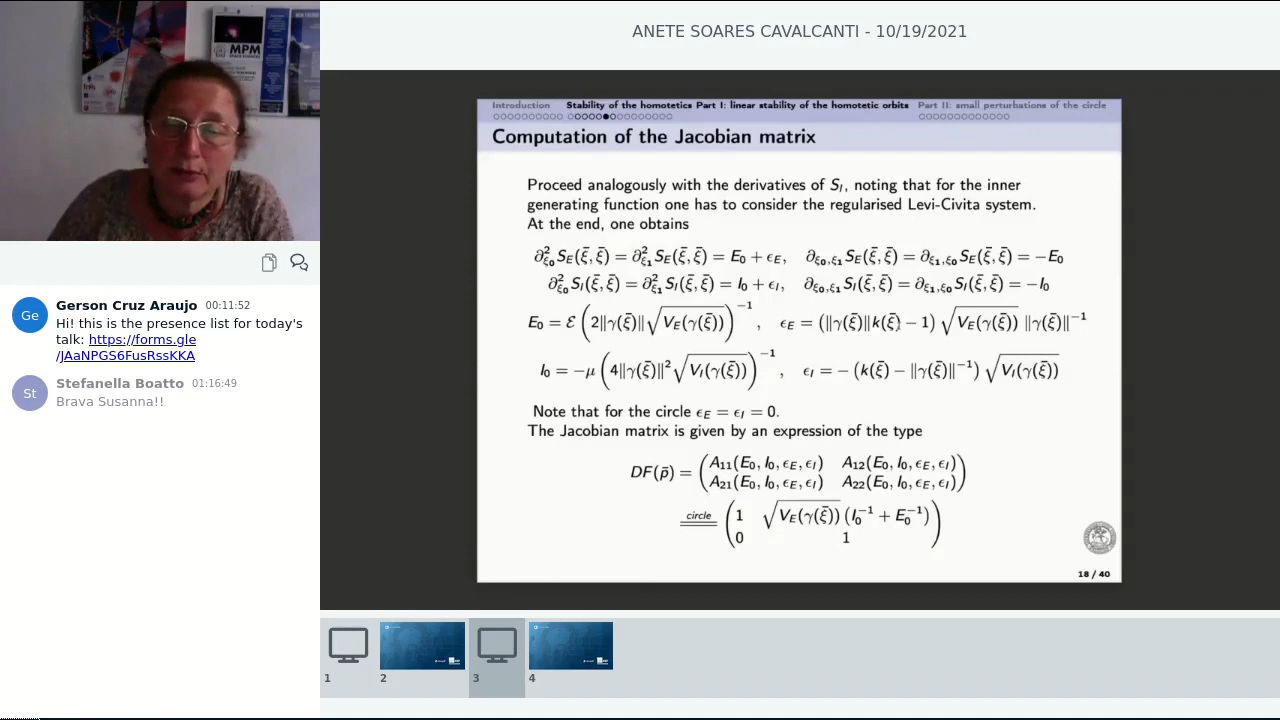 MPM
ANETE SOARES CAVALCANTI - 10/19/2021
Gerson Cruz Araujo 00:11:52
Ge
Hi! this is the presence list for today's
talk: https://forms.gle
/JAaNPGS6FusRssKKA
St
Stefanella Boatto 01:16:49
Brava Susanna!!
Introduction Stability of the homotetics Part I: linear stability of the homotetic orbits Part II: small perturbations of the circle
Computation of the Jacobian matrix
Proceed analogously with the derivatives of S_I, noting that for the inner
generating function one has to consider the regularised Levi-Civita system.
At the end, one obtains
∂²_{ξ₀} S_E(ξ̄, ξ̄) = ∂²_{ξ₁} S_E(ξ̄, ξ̄) = E₀ + ϵ_E, ∂_{ξ₀,ξ₁} S_E(ξ̄, ξ̄) = ∂_{ξ₁,ξ₀} S_E(ξ̄, ξ̄) = −E₀
∂²_{ξ₀} S_I(ξ̄, ξ̄) = ∂²_{ξ₁} S_I(ξ̄, ξ̄) = I₀ + ϵ_I, ∂_{ξ₀,ξ₁} S_I(ξ̄, ξ̄) = ∂_{ξ₁,ξ₀} S_I(ξ̄, ξ̄) = −I₀
E₀ = ℰ (2‖γ(ξ̄)‖√V_E(γ(ξ̄)))⁻¹, ϵ_E = (‖γ(ξ̄)‖k(ξ̄) − 1) √V_E(γ(ξ̄)) ‖γ(ξ̄)‖⁻¹
I₀ = −μ (4‖γ(ξ̄)‖²√V_I(γ(ξ̄)))⁻¹, ϵ_I = − (k(ξ̄) − ‖γ(ξ̄)‖⁻¹) √V_I(γ(ξ̄))
Note that for the circle ϵ_E = ϵ_I = 0.
The Jacobian matrix is given by an expression of the type
DF(p̄) = (A₁₁(E₀, I₀, ϵ_E, ϵ_I) A₁₂(E₀, I₀, ϵ_E, ϵ_I)
A₂₁(E₀, I₀, ϵ_E, ϵ_I) A₂₂(E₀, I₀, ϵ_E, ϵ_I))
circle = (1 √V_E(γ(ξ̄)) (I₀⁻¹ + E₀⁻¹)
0 1)
18 / 40
1
2
3
4